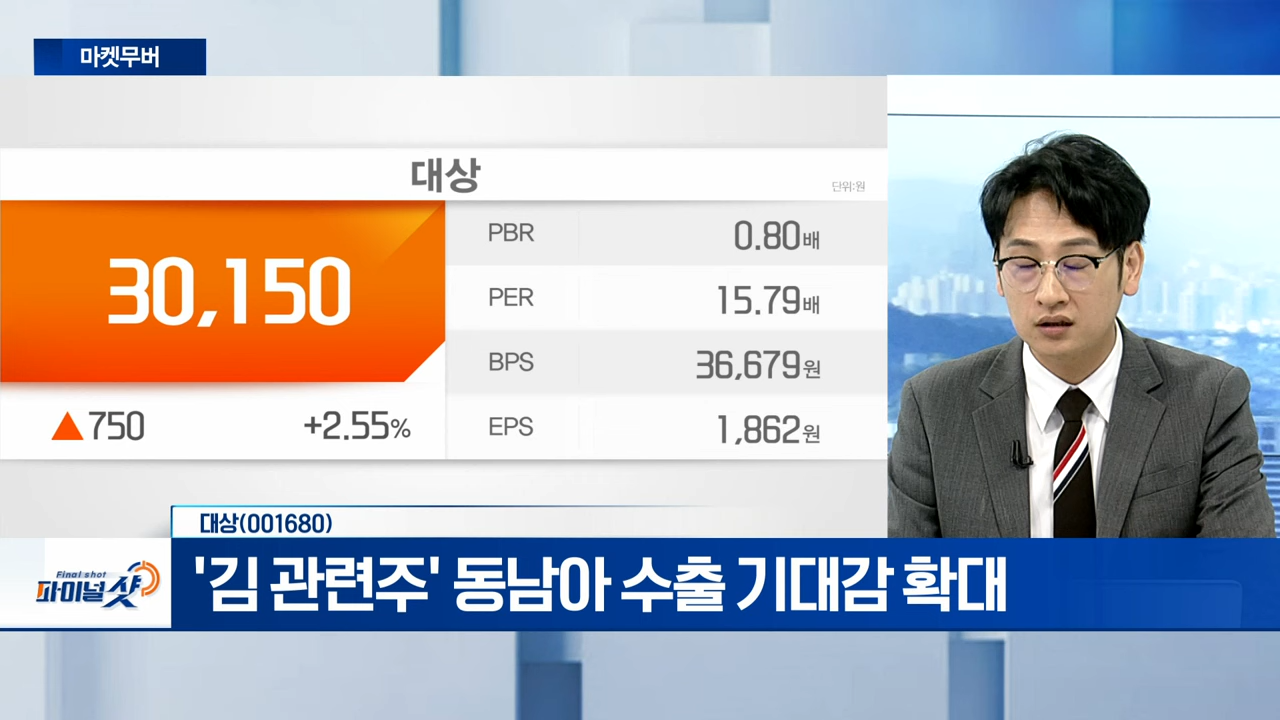 마켓무버
대상
단위:원
30,150
▲750 +2.55%
PBR 0.80배
PER 15.79배
BPS 36,679원
EPS 1,862원
대상(001680)
Final shot
파이널샷
'김 관련주' 동남아 수출 기대감 확대